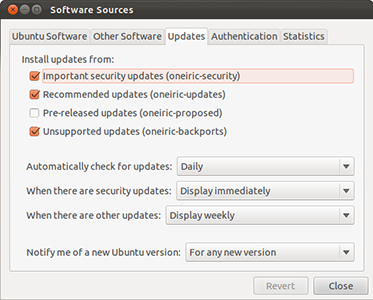 Software Sources
Ubuntu Software Other Software Updates Authentication Statistics
Install updates from:
Important security updates (oneiric-security)
Recommended updates (oneiric-updates)
Pre-released updates (oneiric-proposed)
Unsupported updates (oneiric-backports)
Automatically check for updates: Daily
When there are security updates: Display immediately
When there are other updates: Display weekly
Notify me of a new Ubuntu version: For any new version
Revert Close